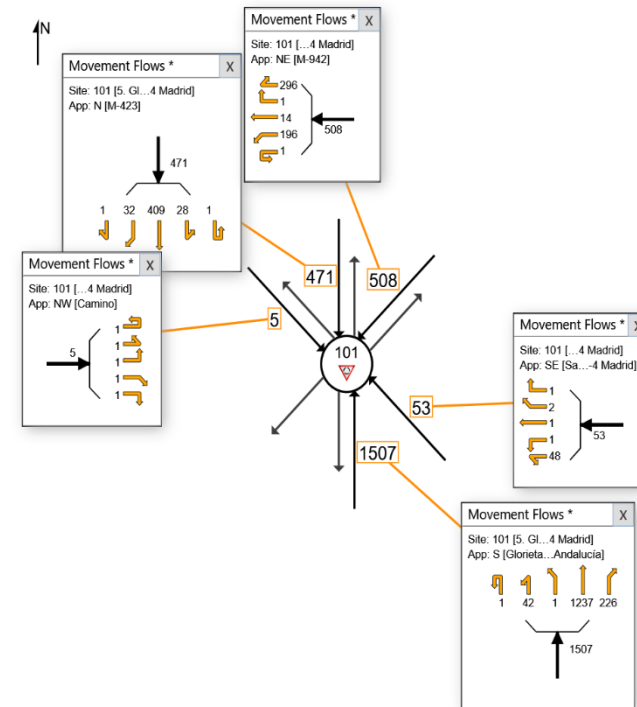 N
Movement Flows * X
Site: 101 [...4 Madrid]
App: NE [M-942]
296
1
14
196
1
508
Movement Flows * X
Site: 101 [5. Gl...4 Madrid]
App: N [M-423]
471
1 32 409 28 1
Movement Flows * X
Site: 101 [...4 Madrid]
App: NW [Camino]
5
1
1
1
1
1
471
508
5
101
53
1507
Movement Flows * X
Site: 101 [...4 Madrid]
App: SE [Sa...-4 Madrid]
1
2
1
1
48
53
Movement Flows * X
Site: 101 [5. Gl...4 Madrid]
App: S [Glorieta...Andalucía]
1 42 1 1237 226
1507